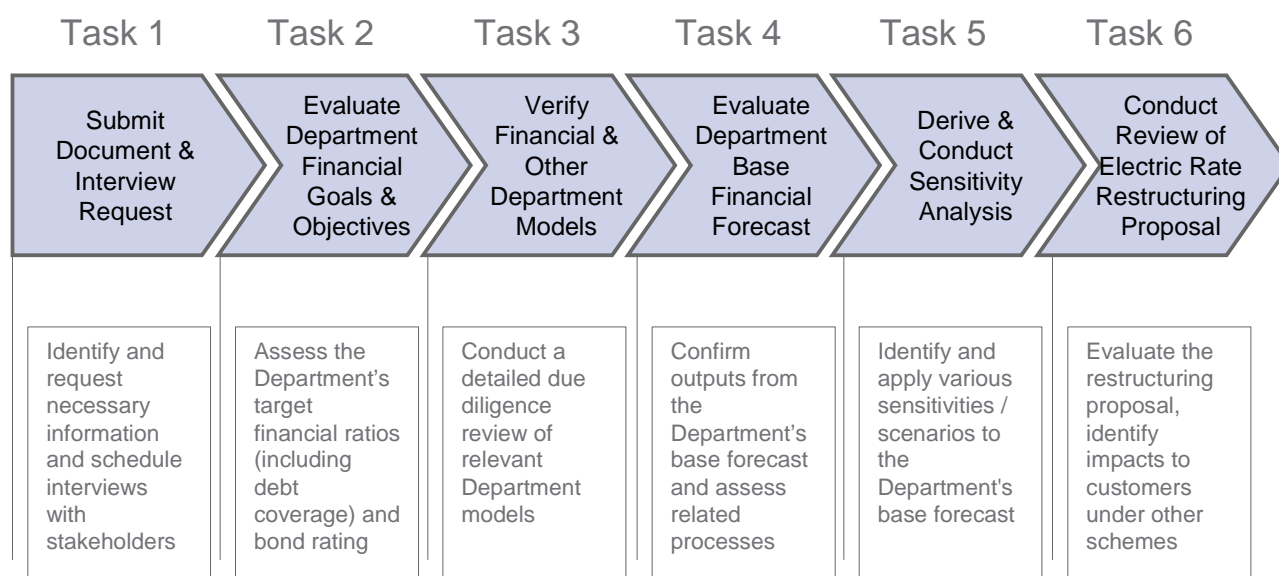 Task 1
Task 2
Task 3
Task 4
Task 5
Task 6
Submit
Document &
Interview
Request
Evaluate
Department
Financial
Goals &
Objectives
Verify
Financial &
Other
Department
Models
Evaluate
Department
Base
Financial
Forecast
Derive &
Conduct
Sensitivity
Analysis
Conduct
Review of
Electric Rate
Restructuring
Proposal
Identify and
request
necessary
information
and schedule
interviews
with
stakeholders
Assess the
Department’s
target
financial ratios
(including
debt
coverage) and
bond rating
Conduct a
detailed due
diligence
review of
relevant
Department
models
Confirm
outputs from
the
Department’s
base forecast
and assess
related
processes
Identify and
apply various
sensitivities /
scenarios to
the
Department's
base forecast
Evaluate the
restructuring
proposal,
identify
impacts to
customers
under other
schemes